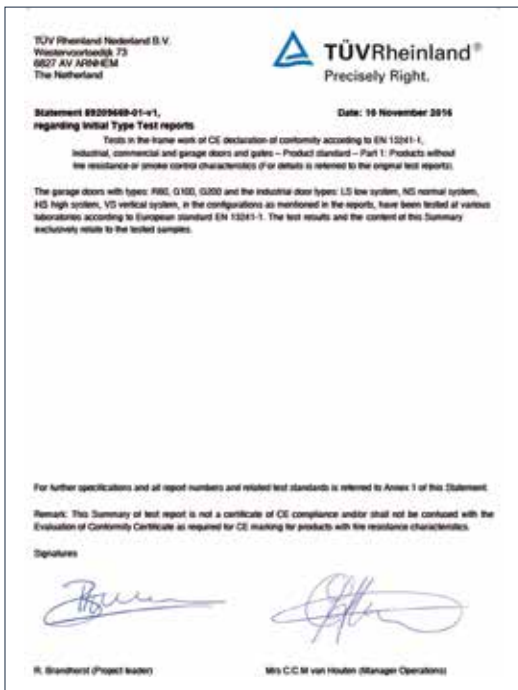 TÜV Rheinland Nederland B.V.
Westervoortsedijk 73
6827 AV ARNHEM
The Netherland
TÜVRheinland®
Precisely Right.
Statement 89209669-01-v1,
regarding Initial Type Test reports
Date: 16 November 2016
Tests in the frame work of CE declaration of conformity according to EN 13241-1,
Industrial, commercial and garage doors and gates – Product standard – Part 1: Products without
fire resistance or smoke control characteristics (For details is referred to the original test reports).
The garage doors with types: R60, G100, G200 and the industrial door types: LS low system, NS normal system,
HS high system, VS vertical system, in the configurations as mentioned in the reports, have been tested at various
laboratories according to European standard EN 13241-1. The test results and the content of this Summary
exclusively relate to the tested samples.
For further specifications and all report numbers and related test standards is referred to Annex 1 of this Statement.
Remark: This Summary of test report is not a certificate of CE compliance and/or shall not be confused with the
Evaluation of Conformity Certificate as required for CE marking for products with fire resistance characteristics.
Signatures
R. Brandhorst (Project leader)
Mrs C.C.M van Houten (Manager Operations)